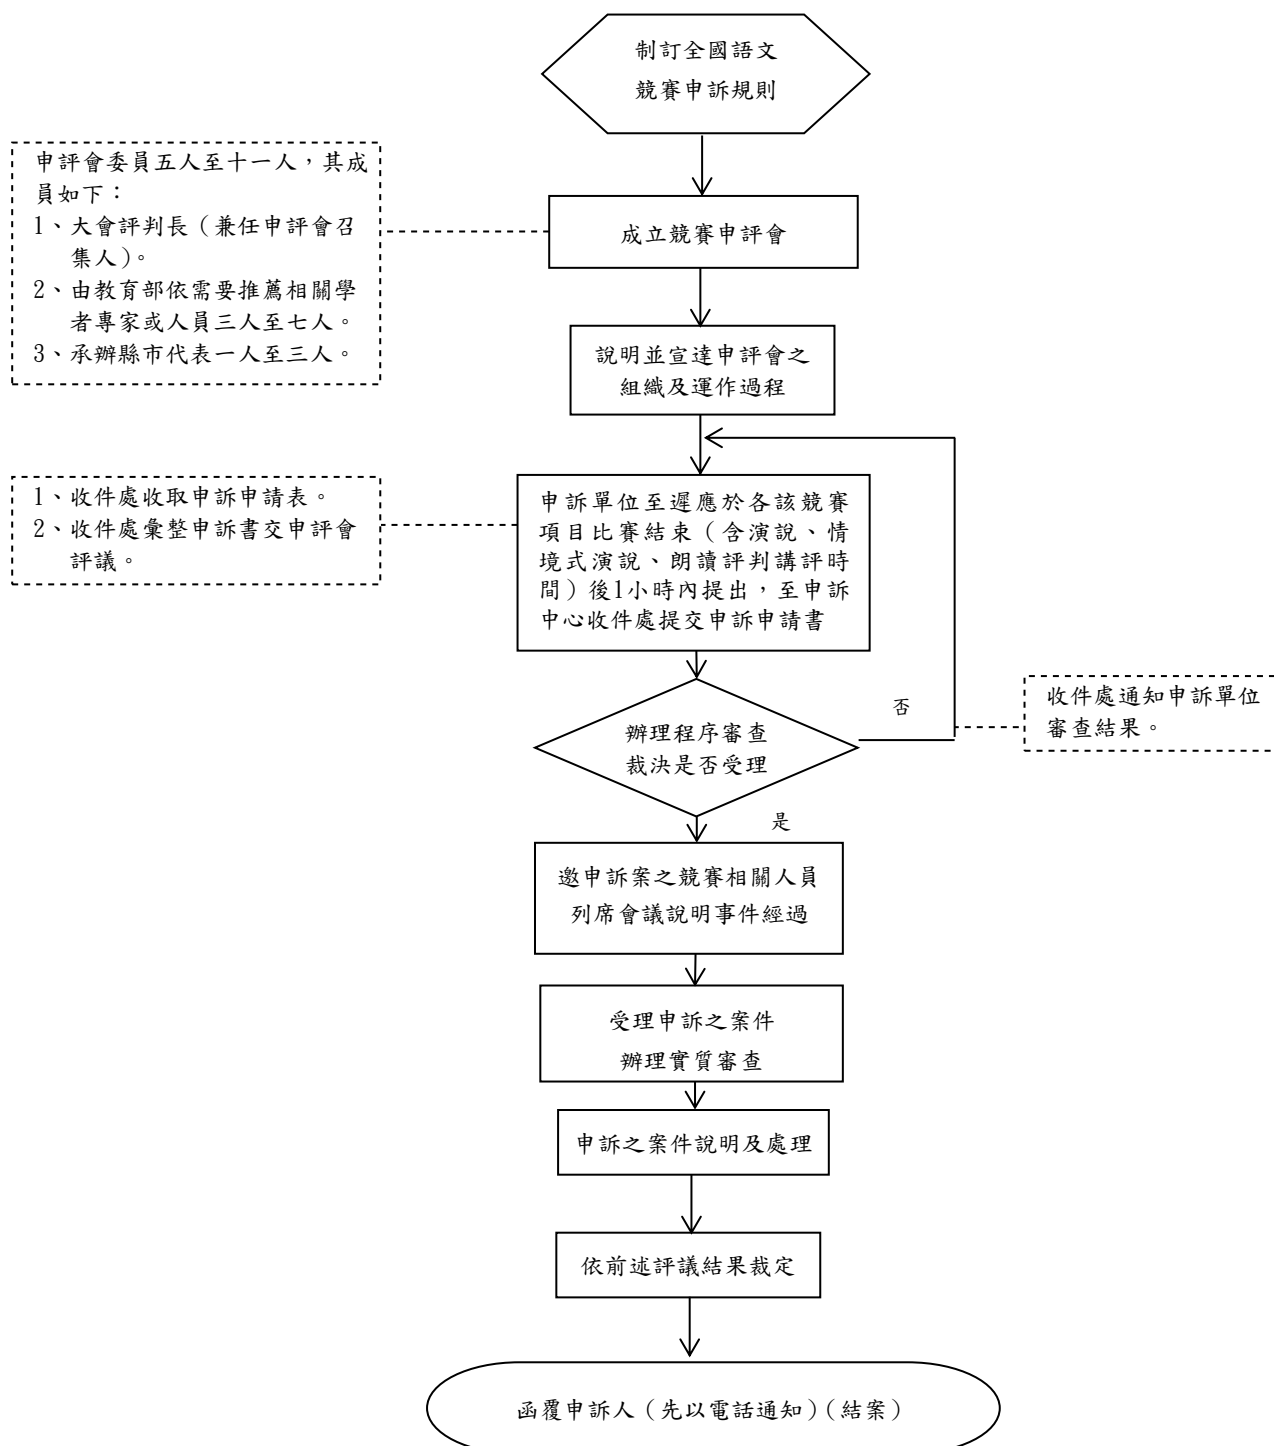 制訂全國語文
競賽申訴規則
申評會委員五人至十一人，其成
員如下：
1、大會評判長（兼任申評會召
集人）。
2、由教育部依需要推薦相關學
者專家或人員三人至七人。
3、承辦縣市代表一人至三人。
成立競賽申評會
說明並宣達申評會之
組織及運作過程
1、收件處收取申訴申請表。
2、收件處彙整申訴書交申評會
評議。
申訴單位至遲應於各該競賽
項目比賽結束（含演說、情
境式演說、朗讀評判講評時
間）後1小時內提出，至申訴
中心收件處提交申訴申請書
辦理程序審查
裁決是否受理
否
收件處通知申訴單位
審查結果。
是
邀申訴案之競賽相關人員
列席會議說明事件經過
受理申訴之案件
辦理實質審查
申訴之案件說明及處理
依前述評議結果裁定
函覆申訴人（先以電話通知）（結案）